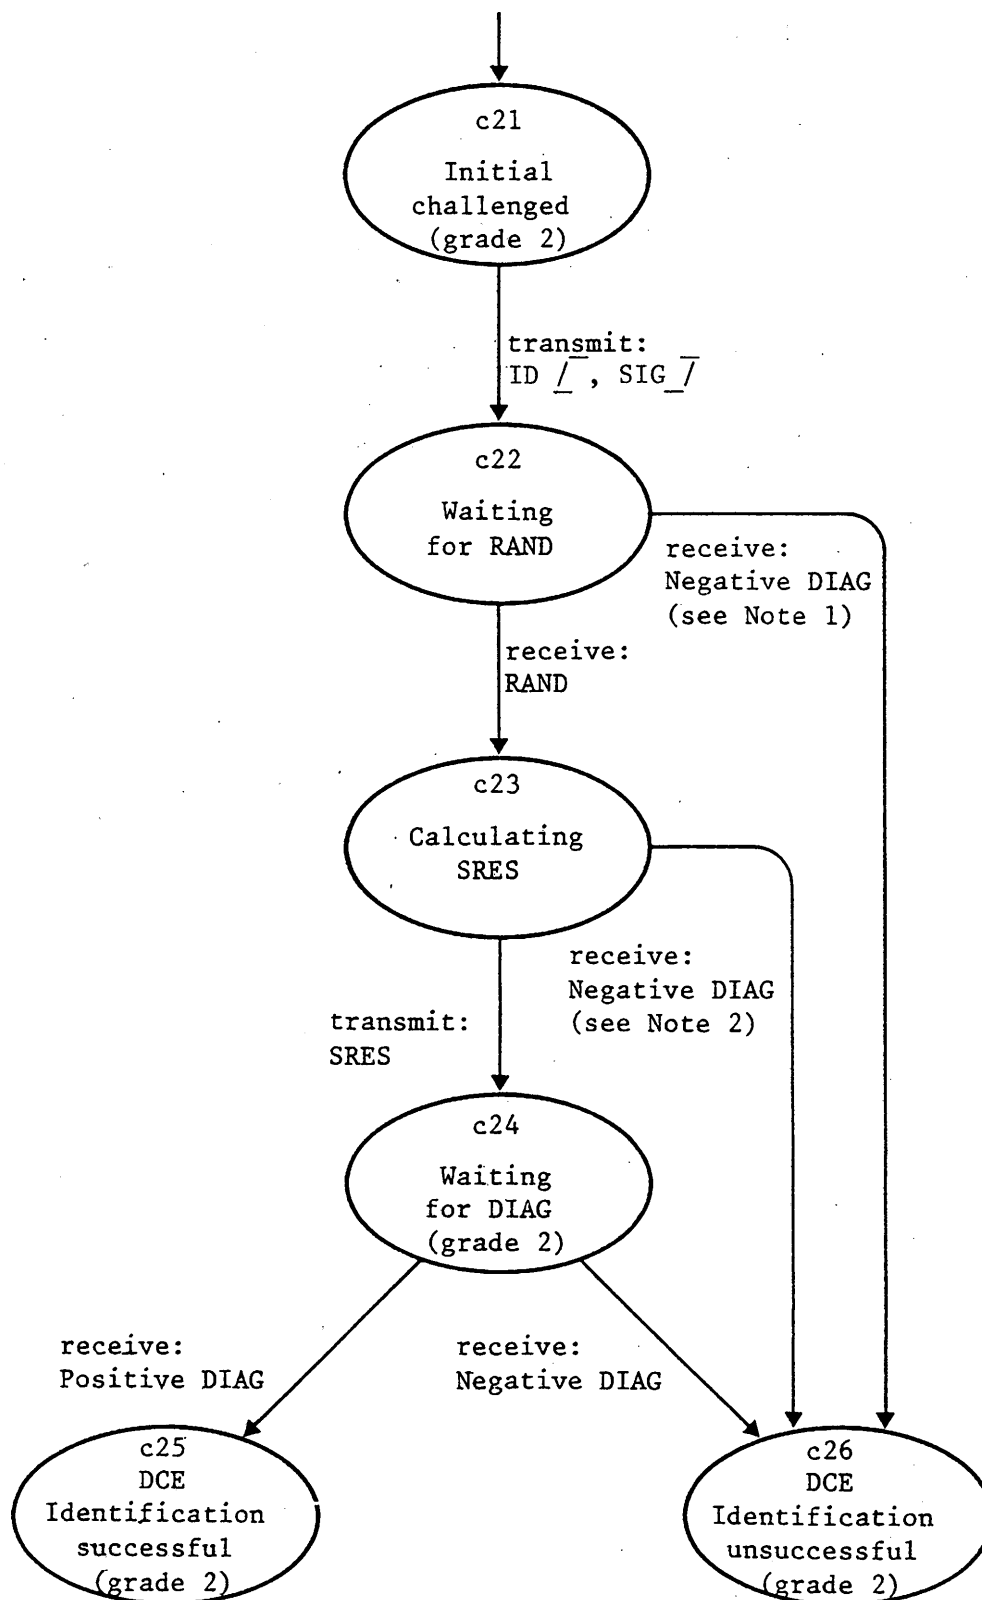 c21
Initial
challenged
(grade 2)
transmit:
ID /‾_ , SIG_‾/
c22
Waiting
for RAND
receive:
Negative DIAG
(see Note 1)
receive:
RAND
c23
Calculating
SRES
receive:
Negative DIAG
(see Note 2)
transmit:
SRES
c24
Waiting
for DIAG
(grade 2)
receive:
Positive DIAG
receive:
Negative DIAG
c25
DCE
Identification
successful
(grade 2)
c26
DCE
Identification
unsuccessful
(grade 2)